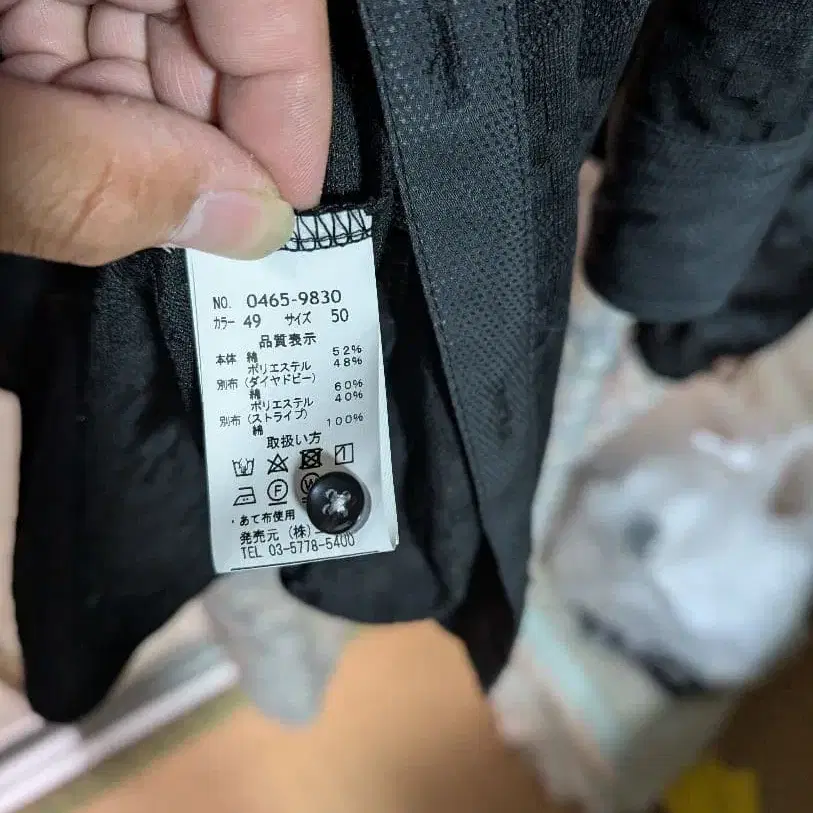 NO. 0465-9830
カラー 49 サイズ 50
品質表示
本体 綿 52%
ポリエステル 48%
別布(ダイヤドビー)
綿 60%
ポリエステル 40%
別布(ストライプ)
綿 100%
取扱い方
F W
・あて布使用
発売元 (株)
TEL 03-5778-5400